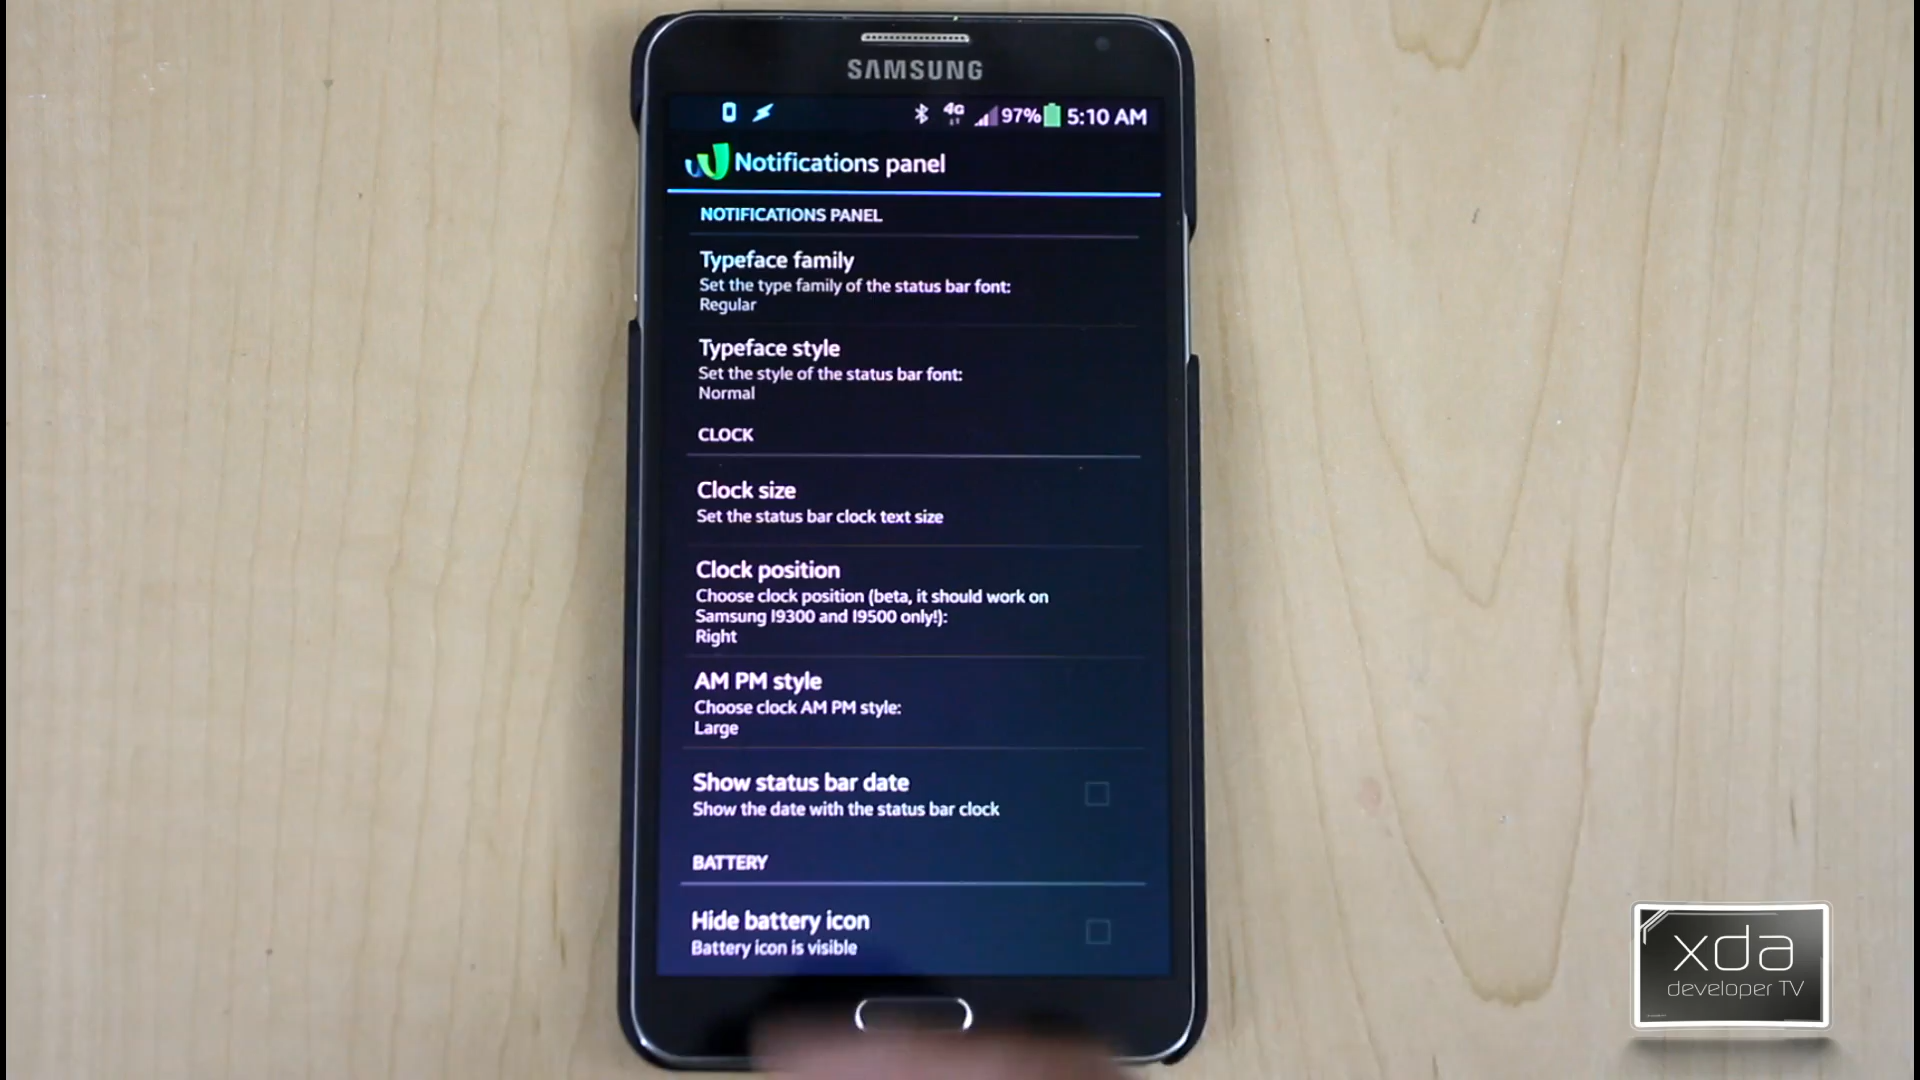 SAMSUNG
4G 97% 5:10 AM
Notifications panel
NOTIFICATIONS PANEL
Typeface family
Set the type family of the status bar font:
Regular
Typeface style
Set the style of the status bar font:
Normal
CLOCK
Clock size
Set the status bar clock text size
Clock position
Choose clock position (beta, it should work on
Samsung I9300 and I9500 only!):
Right
AM PM style
Choose clock AM PM style:
Large
Show status bar date
Show the date with the status bar clock
BATTERY
Hide battery icon
Battery icon is visible
xda
developer TV